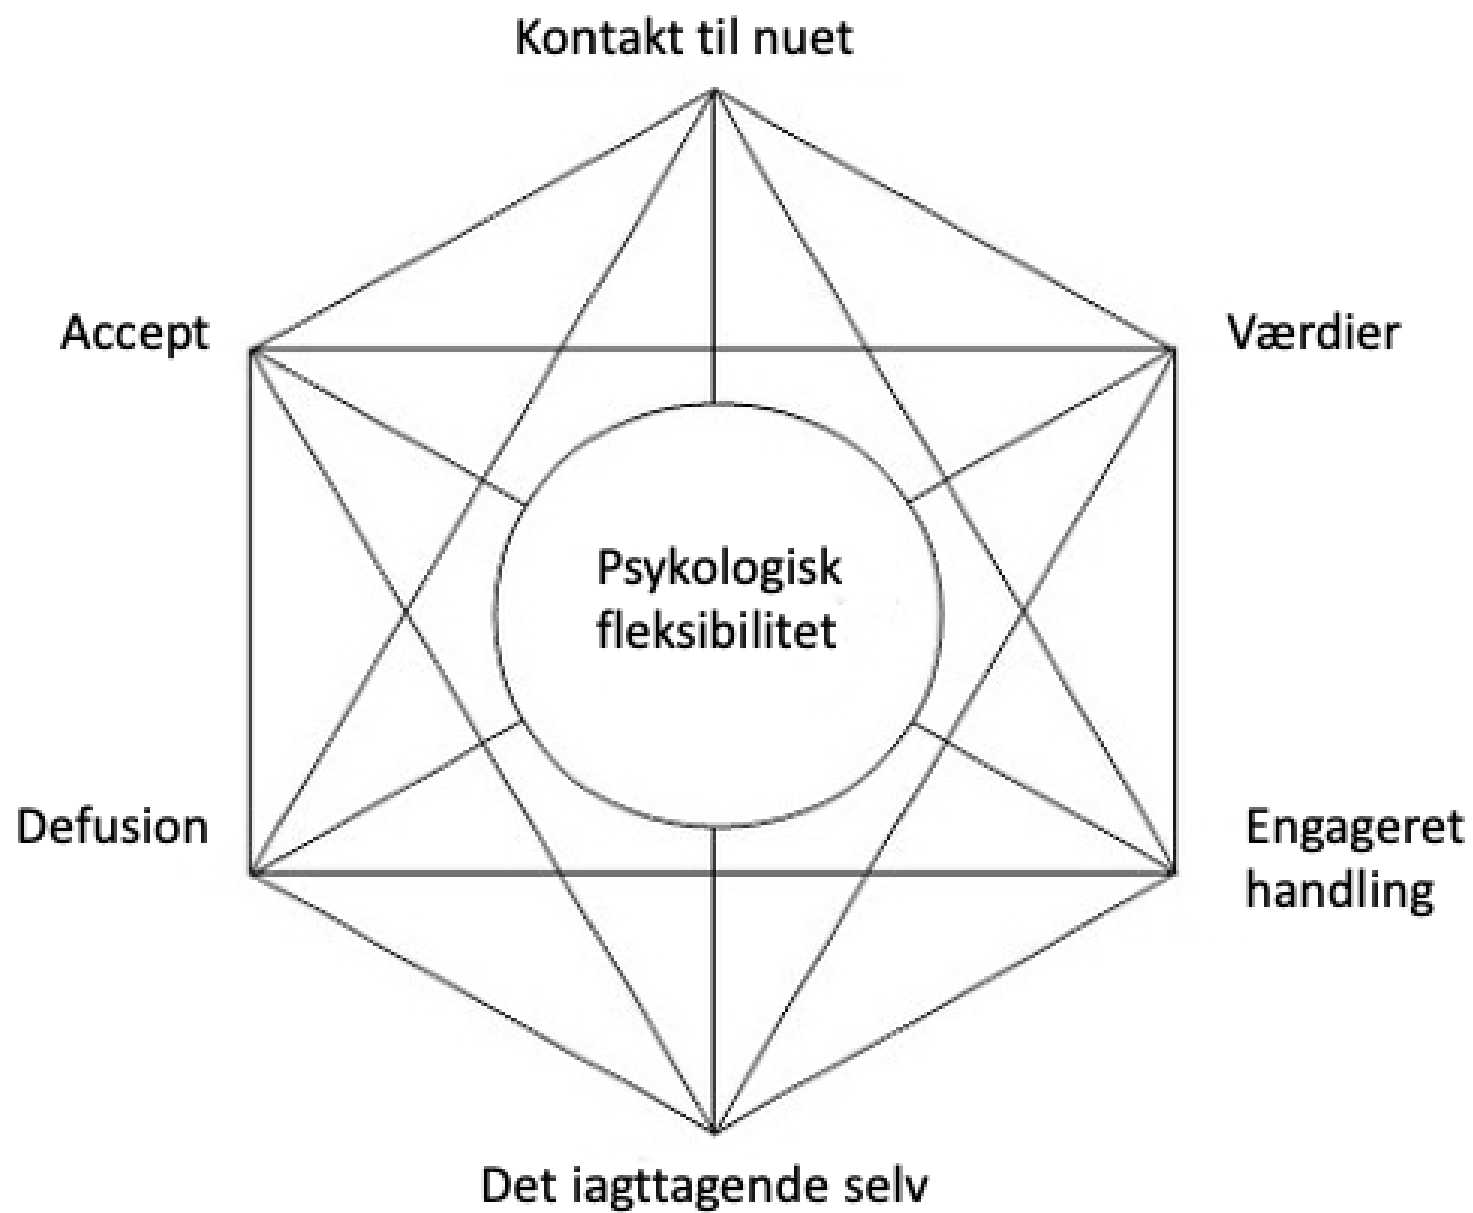 Kontakt til nuet
Accept
Værdier
Psykologisk
fleksibilitet
Defusion
Engageret
handling
Det iagttagende selv